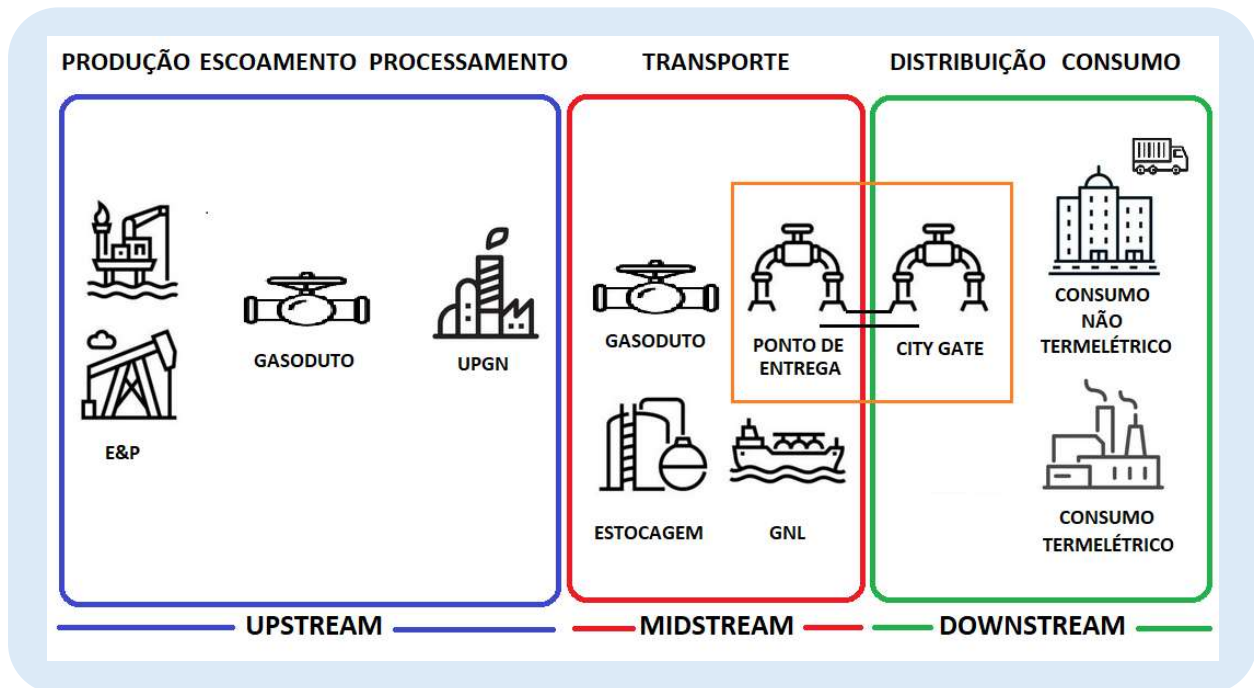 PRODUÇÃO ESCOAMENTO PROCESSAMENTO TRANSPORTE DISTRIBUIÇÃO CONSUMO
E&P
GASODUTO
UPGN
GASODUTO
PONTO DE
ENTREGA
ESTOCAGEM
GNL
CITY GATE
CONSUMO
NÃO
TERMELÉTRICO
CONSUMO
TERMELÉTRICO
UPSTREAM MIDSTREAM DOWNSTREAM